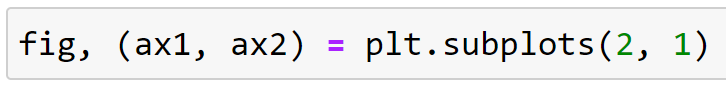 fig, (ax1, ax2) = plt.subplots(2, 1)